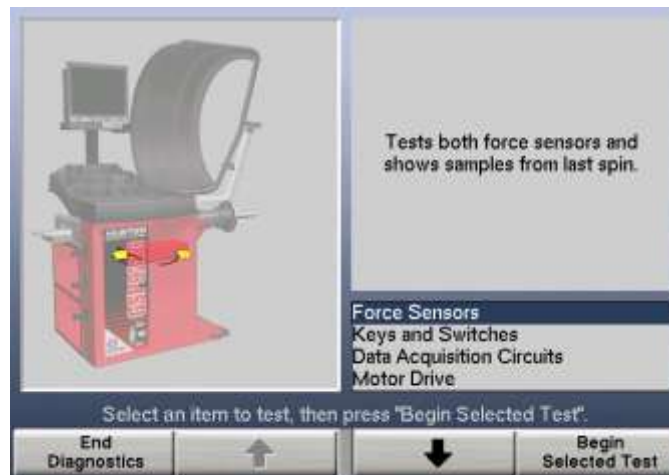 Tests both force sensors and
shows samples from last spin.
Force Sensors
Keys and Switches
Data Acquisition Circuits
Motor Drive
Select an item to test, then press "Begin Selected Test".
End
Diagnostics
Begin
Selected Test